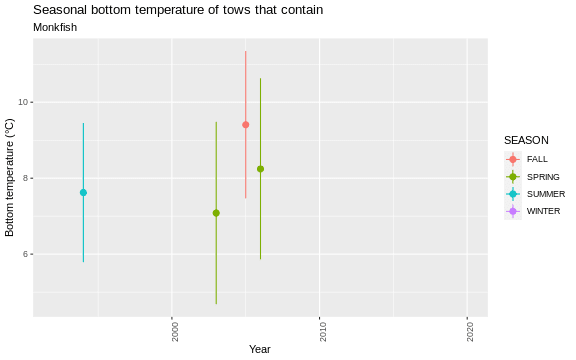 Seasonal bottom temperature of tows that contain
Monkfish
Bottom temperature (°C)
10
8
6
2000
2010
2020
Year
SEASON
FALL
SPRING
SUMMER
WINTER